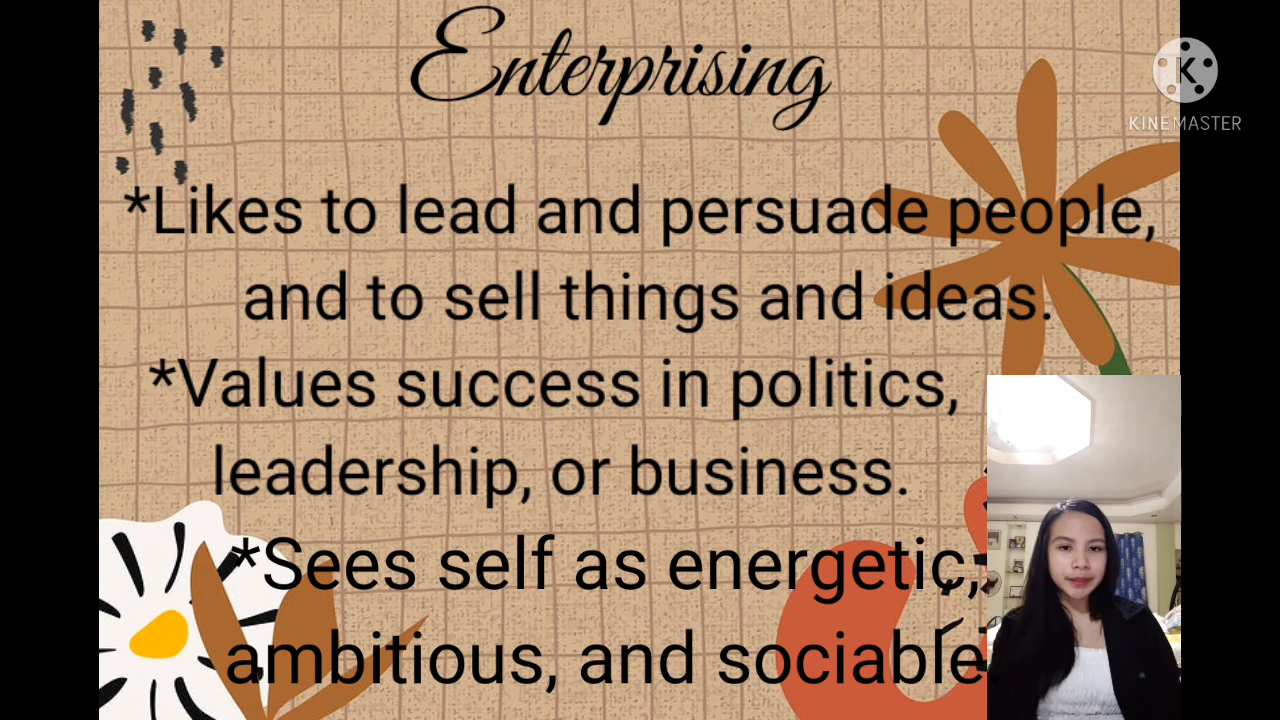 Enterprising
KINEMASTER
*Likes to lead and persuade people,
and to sell things and ideas.
*Values success in politics,
leadership, or business.
*Sees self as energetic,
ambitious, and sociable.